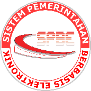 SISTEM PEMERINTAHAN
BERBASIS ELEKTRONIK